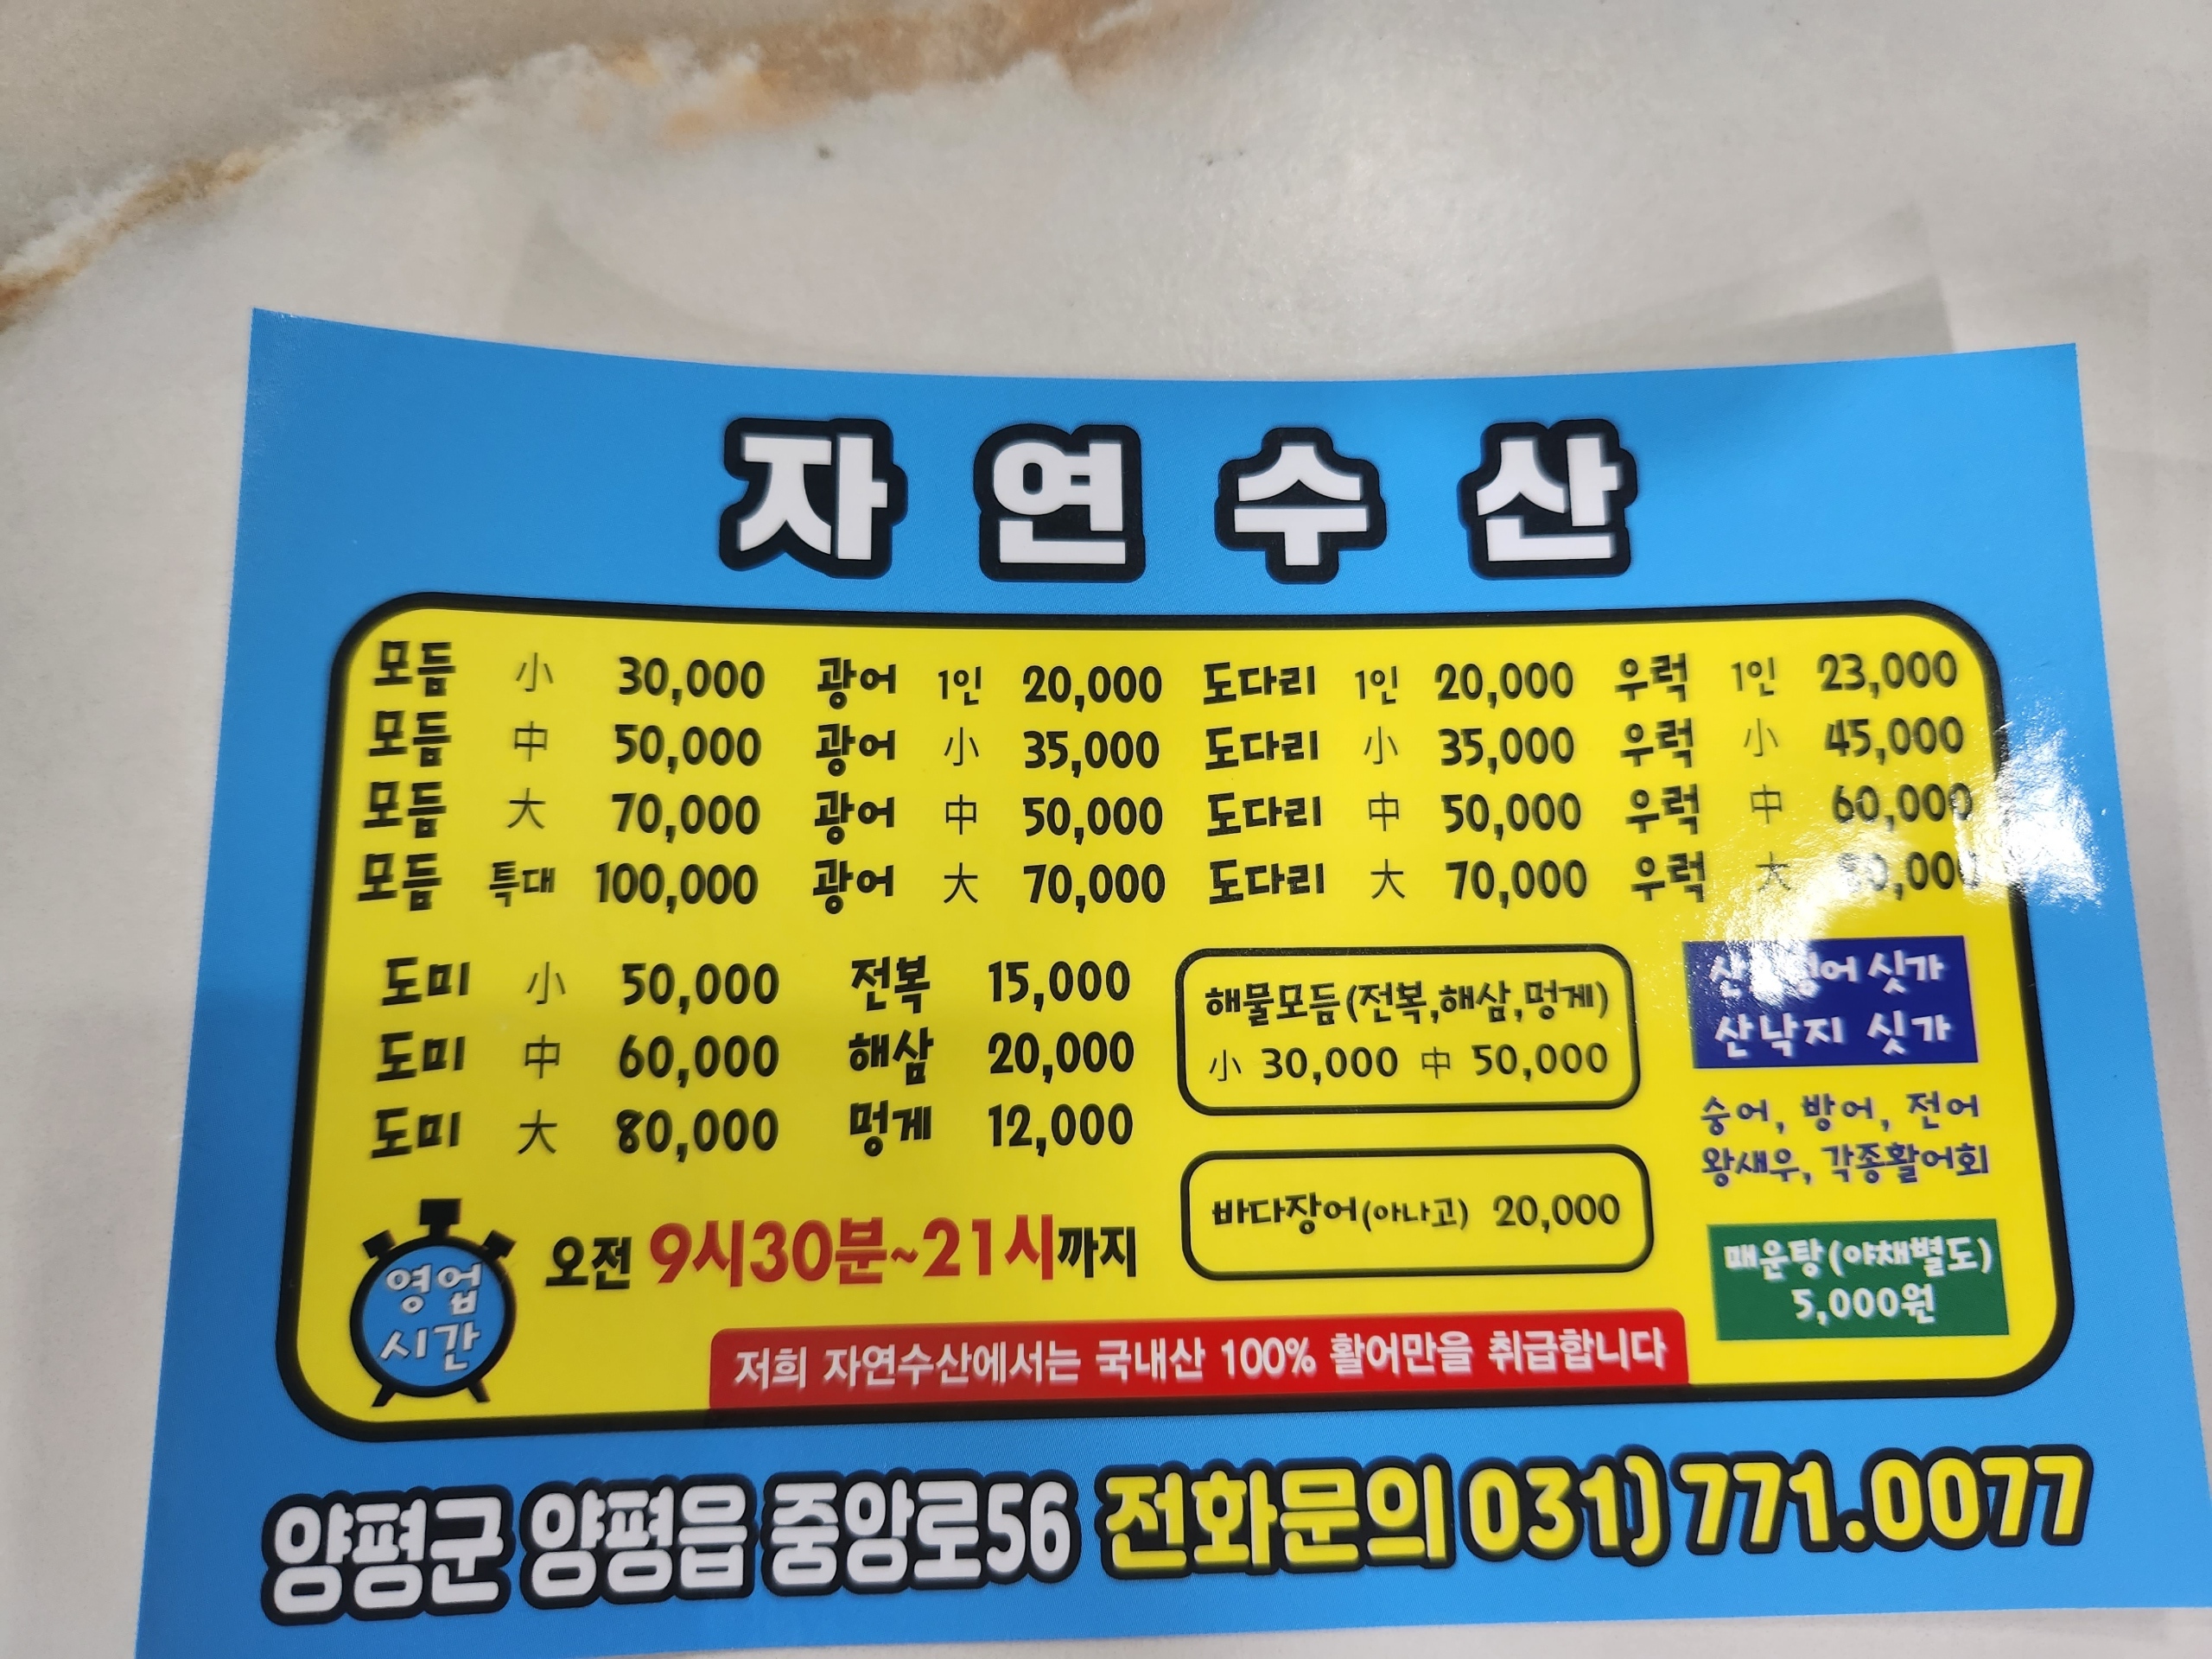 자연수산
모듬 小 30,000 광어 1인 20,000 도다리 1인 20,000 우럭 1인 23,000
모듬 中 50,000 광어 小 35,000 도다리 小 35,000 우럭 小 45,000
모듬 大 70,000 광어 中 50,000 도다리 中 50,000 우럭 中 60,000
모듬 특대 100,000 광어 大 70,000 도다리 大 70,000 우럭 大
도미 小 50,000 전복 15,000
도미 中 60,000 해삼 20,000
도미 大 80,000 멍게 12,000
해물모듬(전복,해삼,멍게)
小 30,000 中 50,000
바다장어(아나고) 20,000
싯가
산낙지 싯가
숭어, 방어, 전어
왕새우, 각종활어회
매운탕(야채별도)
5,000원
영업
시간
오전 9시30분~21시까지
저희 자연수산에서는 국내산 100% 활어만을 취급합니다
양평군 양평읍 중앙로56 전화문의 031)771.0077